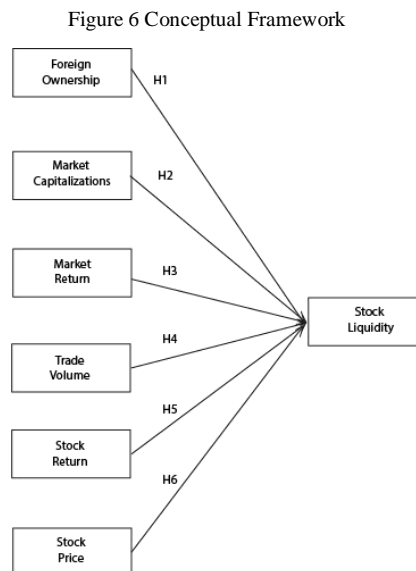 Figure 6 Conceptual Framework
Foreign
Ownership
H1
Market
Capitalizations
H2
Market
Return
H3
Stock
Liquidity
H4
Trade
Volume
H5
Stock
Return
H6
Stock
Price